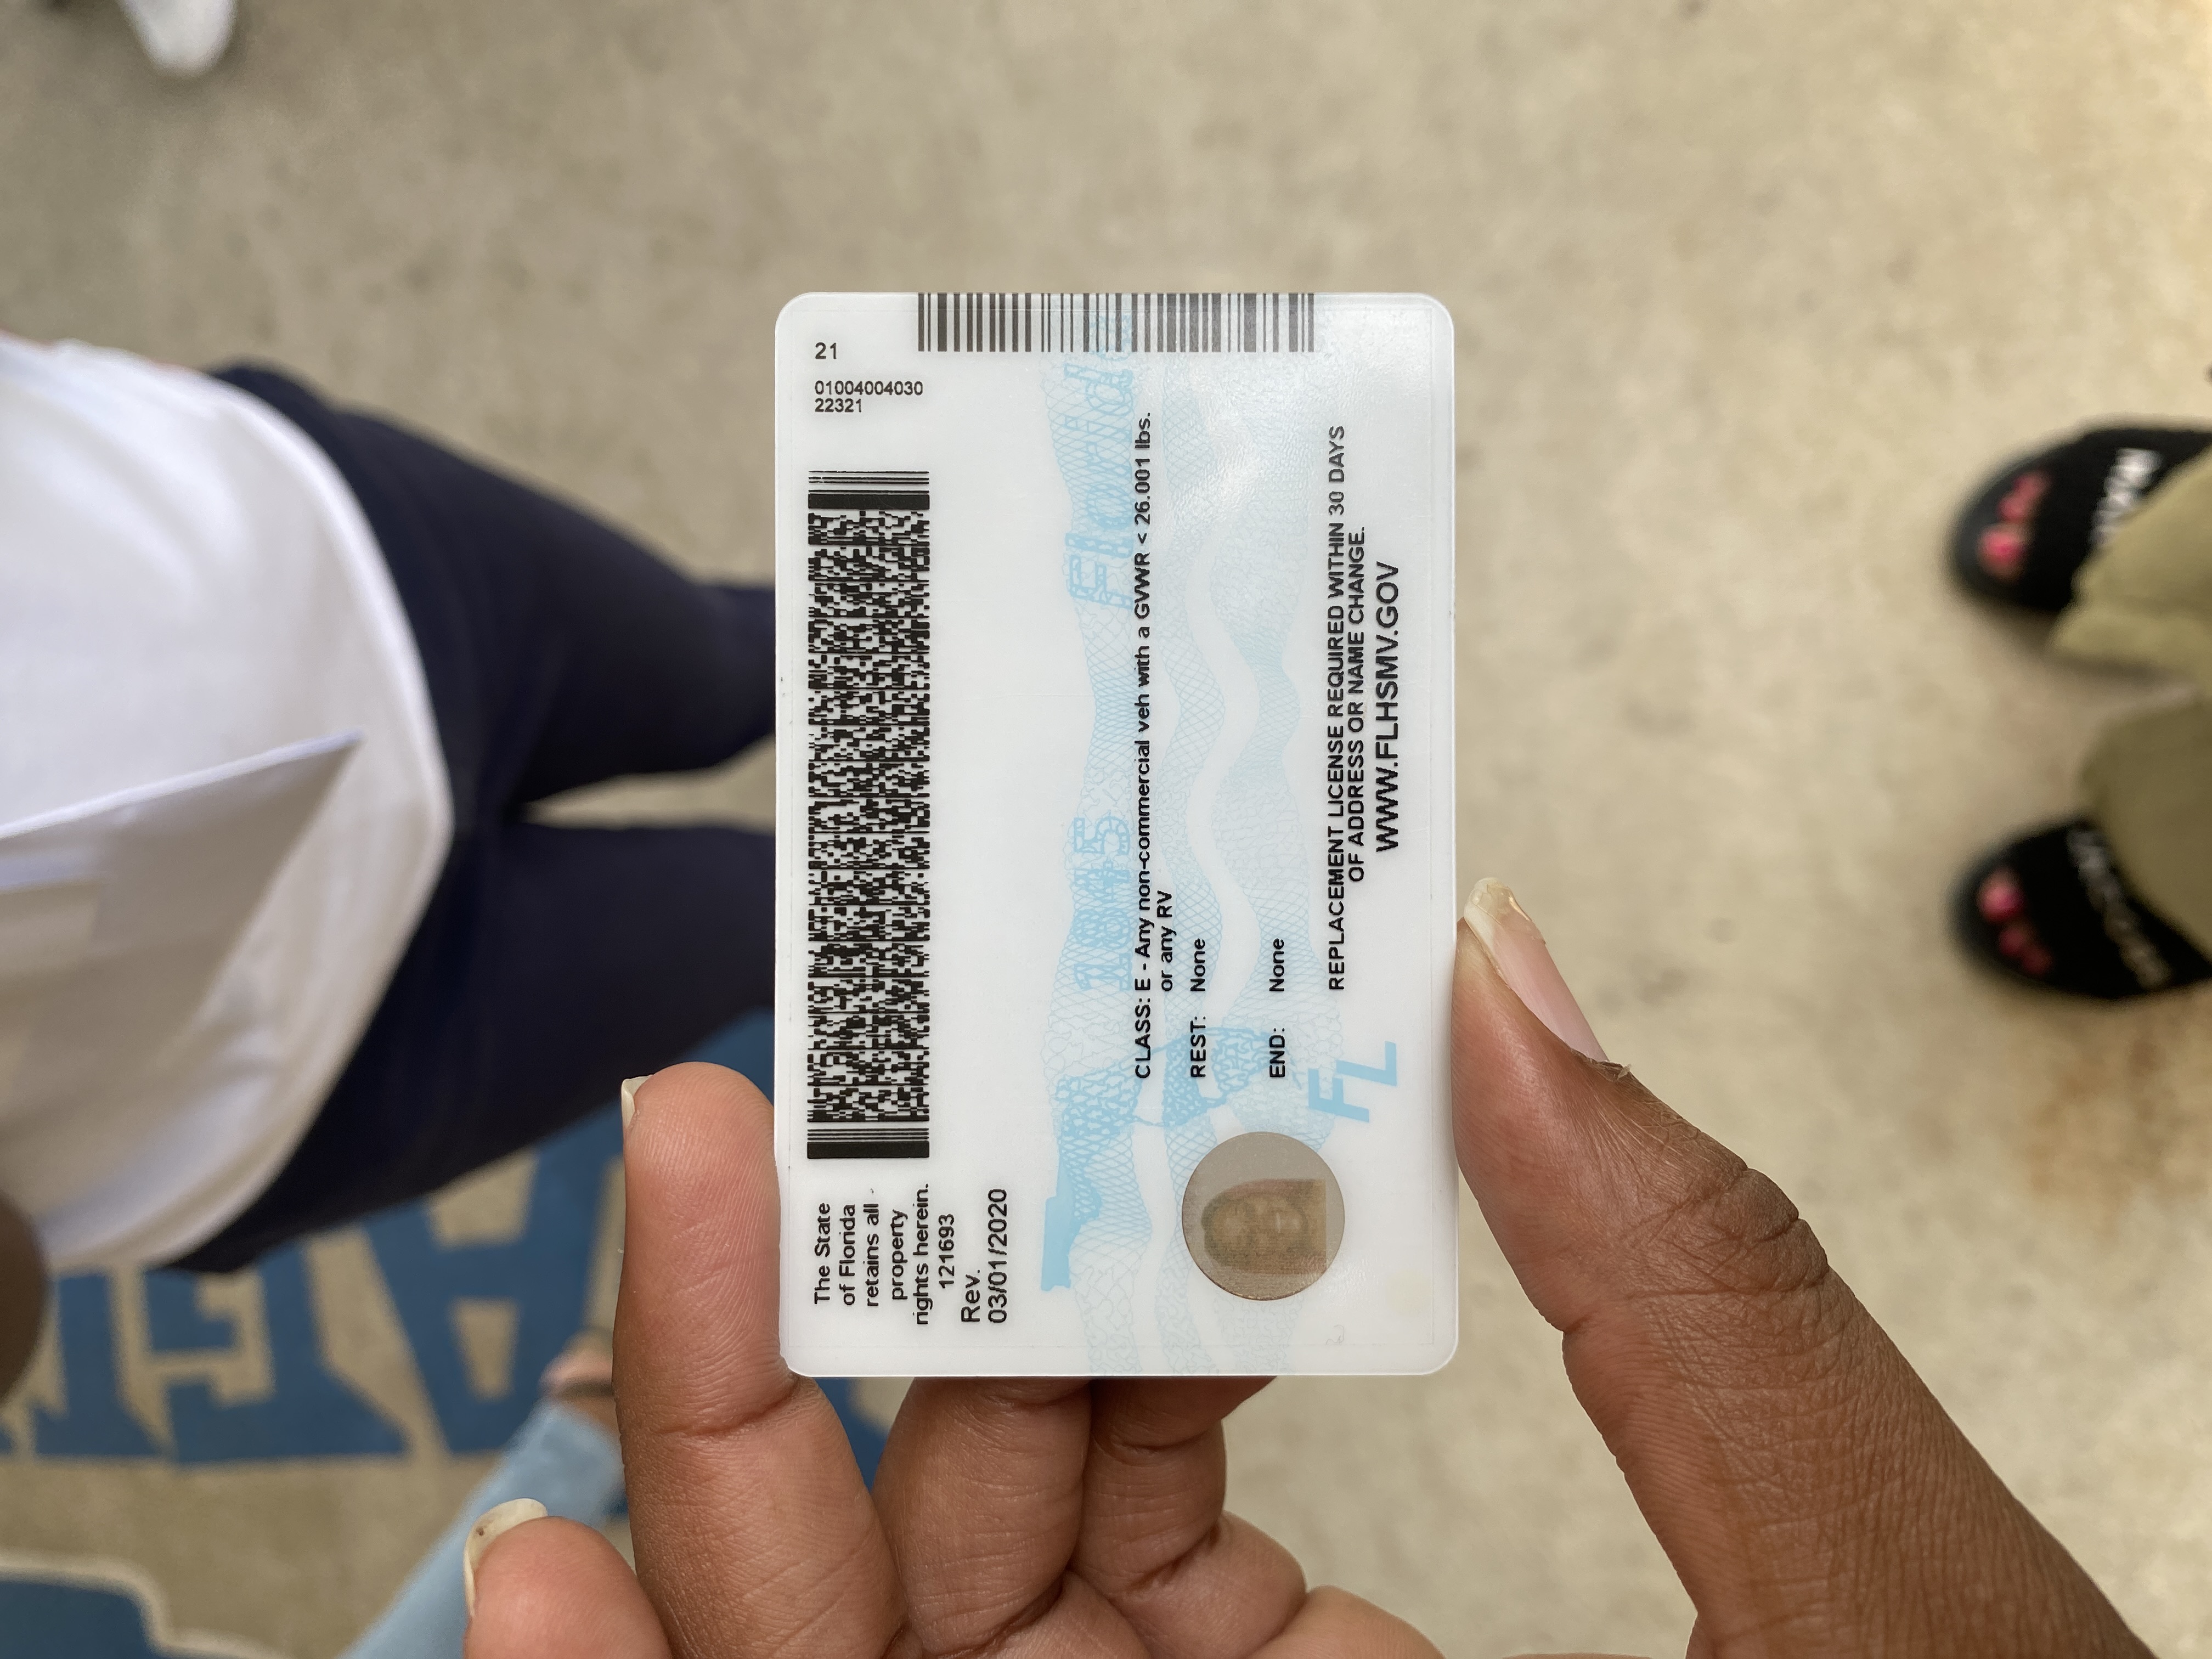 21
01004004030
22321
The State
of Florida
retains all
property
rights herein.
121693
Rev.
03/01/2020
1845 Florida
CLASS: E - Any non-commercial veh with a GVWR < 26.001 lbs.
or any RV
REST: None
END: None
FL
REPLACEMENT LICENSE REQUIRED WITHIN 30 DAYS
OF ADDRESS OR NAME CHANGE.
WWW.FLHSMV.GOV